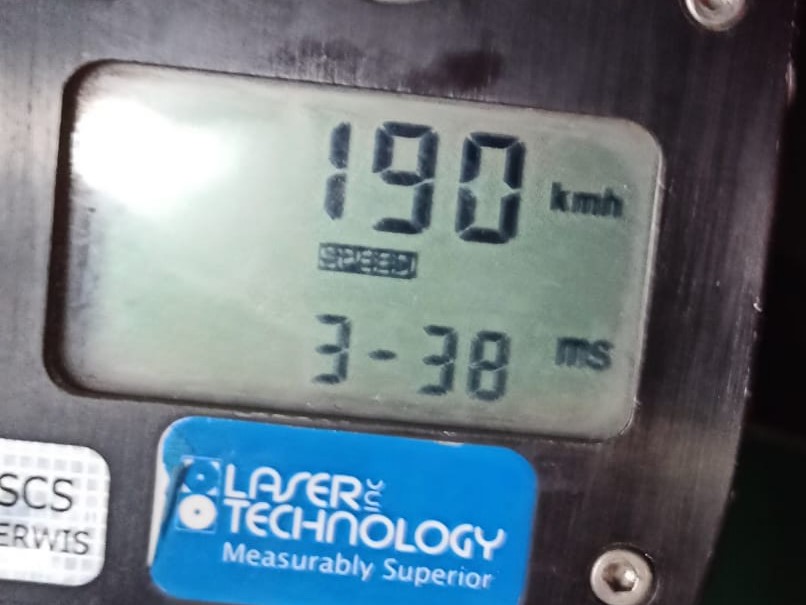 190 kmh
SPEED
3-38 ms
SCS
ERWIS
LASER INC
TECHNOLOGY
Measurably Superior